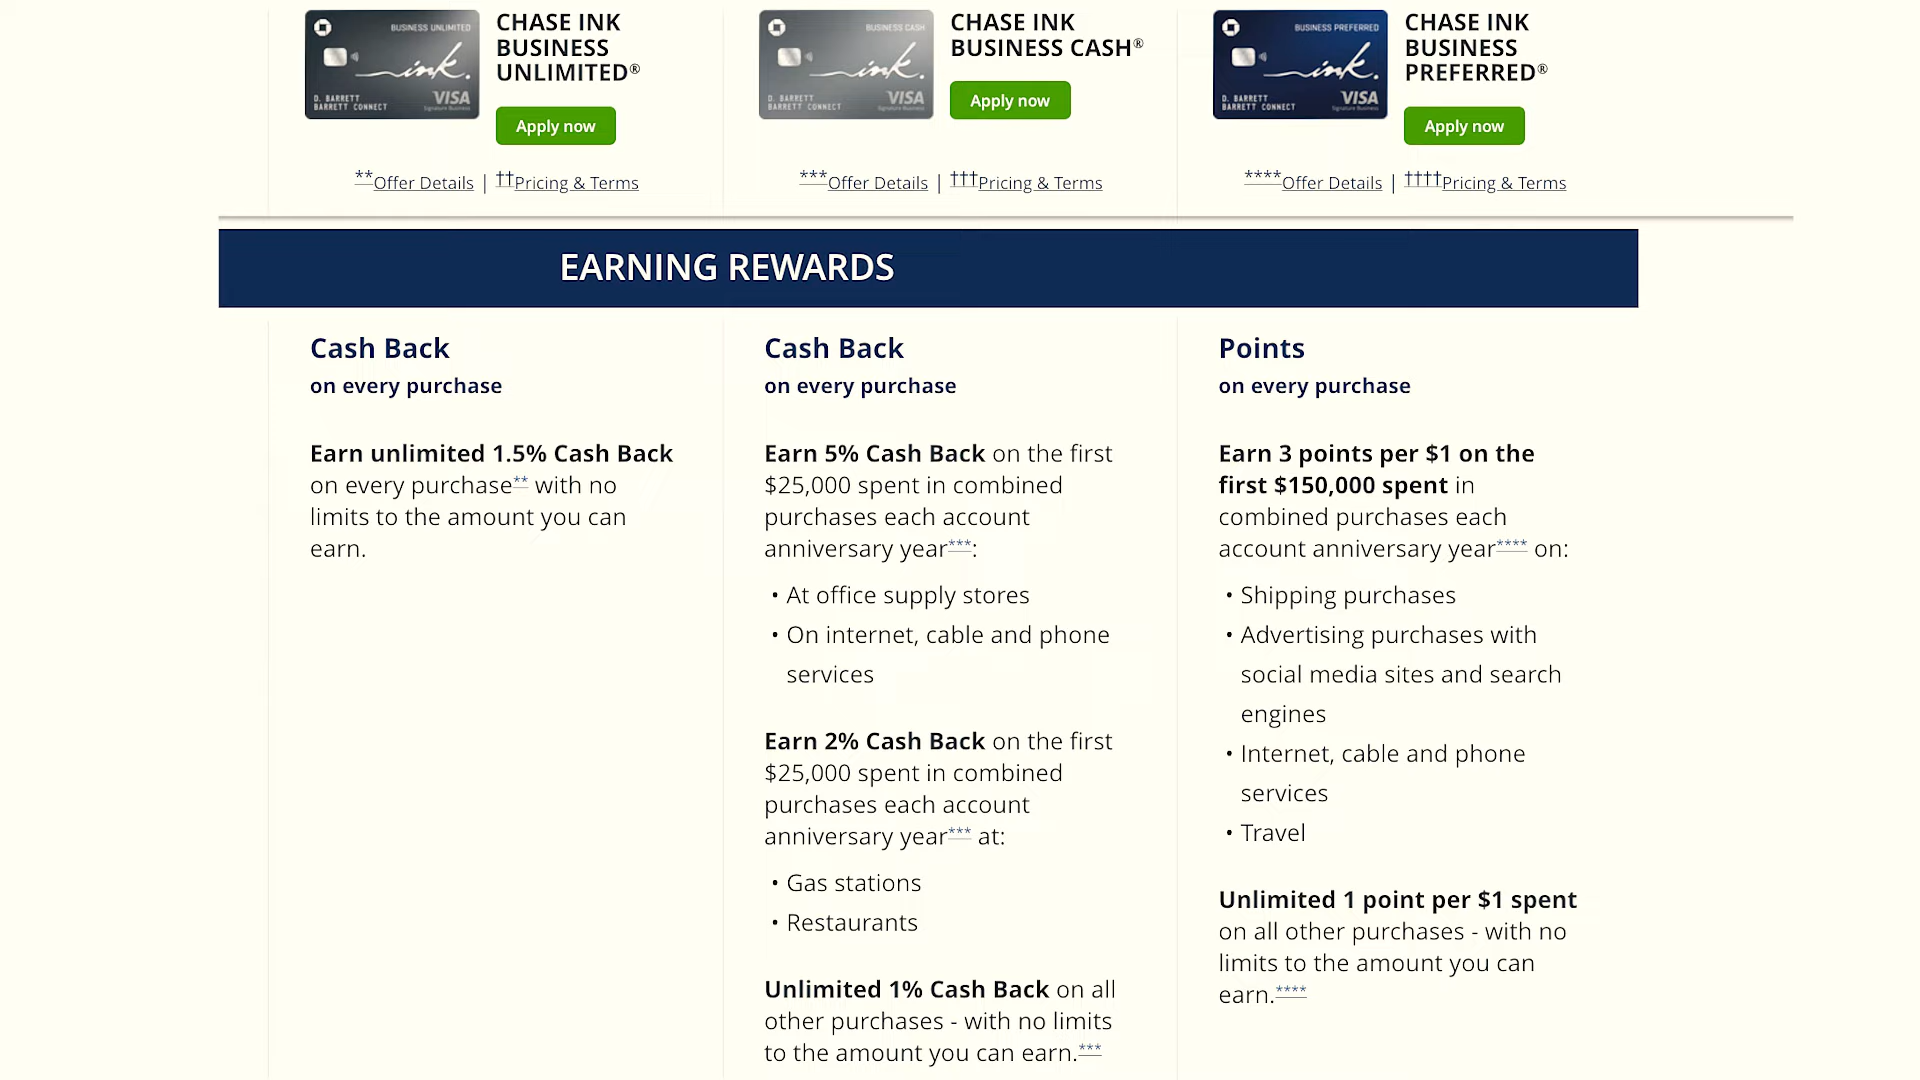 BUSINESS UNLIMITED
ink.
D. BARRETT
BARRETT CONNECT
VISA
Signature Business
CHASE INK
BUSINESS
UNLIMITED®
Apply now
**Offer Details | ††Pricing & Terms
BUSINESS CASH
ink.
D. BARRETT
BARRETT CONNECT
VISA
Signature Business
CHASE INK
BUSINESS CASH®
Apply now
***Offer Details | †††Pricing & Terms
BUSINESS PREFERRED
ink.
D. BARRETT
BARRETT CONNECT
VISA
Signature Business
CHASE INK
BUSINESS
PREFERRED®
Apply now
****Offer Details | ††††Pricing & Terms
EARNING REWARDS
Cash Back
on every purchase
Earn unlimited 1.5% Cash Back
on every purchase** with no
limits to the amount you can
earn.
Cash Back
on every purchase
Earn 5% Cash Back on the first
$25,000 spent in combined
purchases each account
anniversary year***:
• At office supply stores
• On internet, cable and phone
services
Earn 2% Cash Back on the first
$25,000 spent in combined
purchases each account
anniversary year*** at:
• Gas stations
• Restaurants
Unlimited 1% Cash Back on all
other purchases - with no limits
to the amount you can earn.***
Points
on every purchase
Earn 3 points per $1 on the
first $150,000 spent in
combined purchases each
account anniversary year**** on:
• Shipping purchases
• Advertising purchases with
social media sites and search
engines
• Internet, cable and phone
services
• Travel
Unlimited 1 point per $1 spent
on all other purchases - with no
limits to the amount you can
earn.****